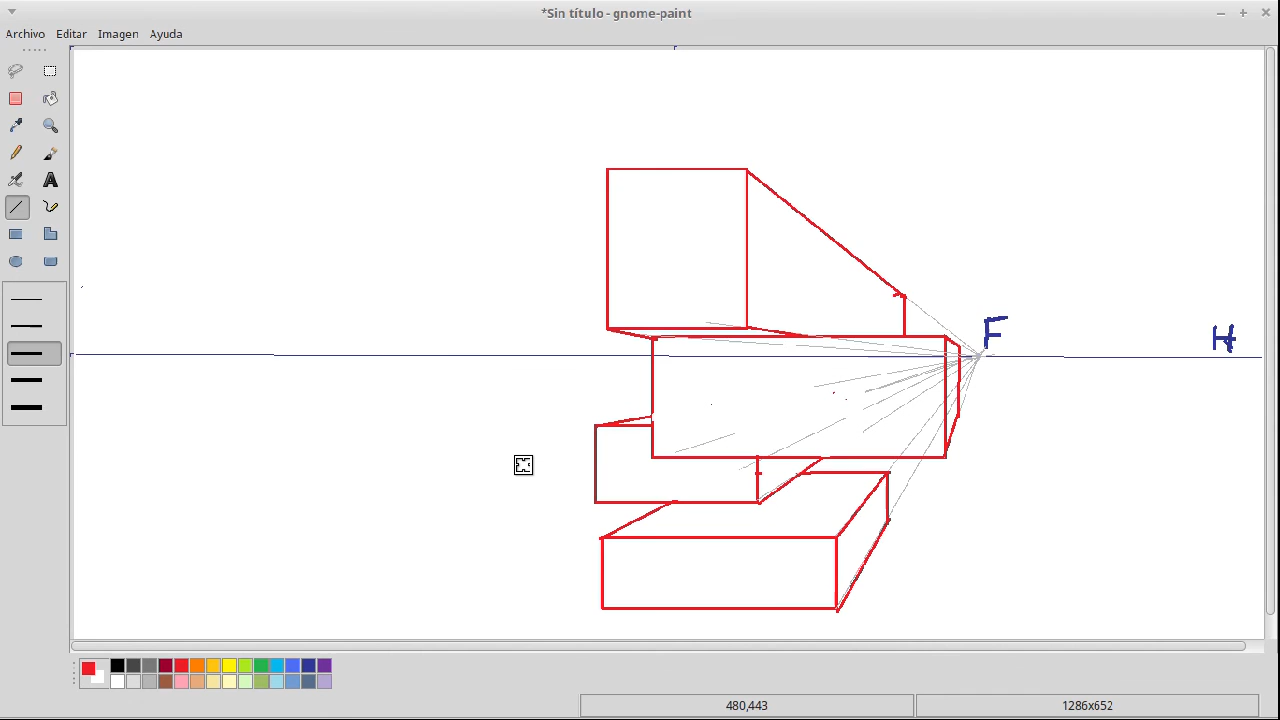 *Sin título - gnome-paint
Archivo Editar Imagen Ayuda
A
F
H
480,443
1286x652